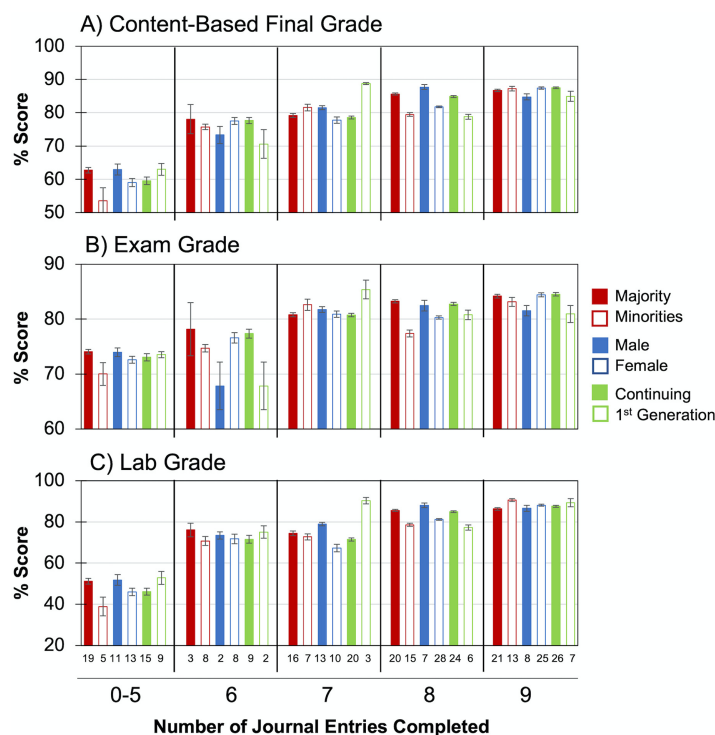 A) Content-Based Final Grade
100
90
80
70
60
50
% Score
B) Exam Grade
90
80
70
60
% Score
Majority
Minorities
Male
Female
Continuing
1st Generation
C) Lab Grade
100
80
60
40
20
% Score
19 5 11 13 15 9 3 8 2 8 9 2 16 7 13 10 20 3 20 15 7 28 24 6 21 13 8 25 26 7
0-5 6 7 8 9
Number of Journal Entries Completed